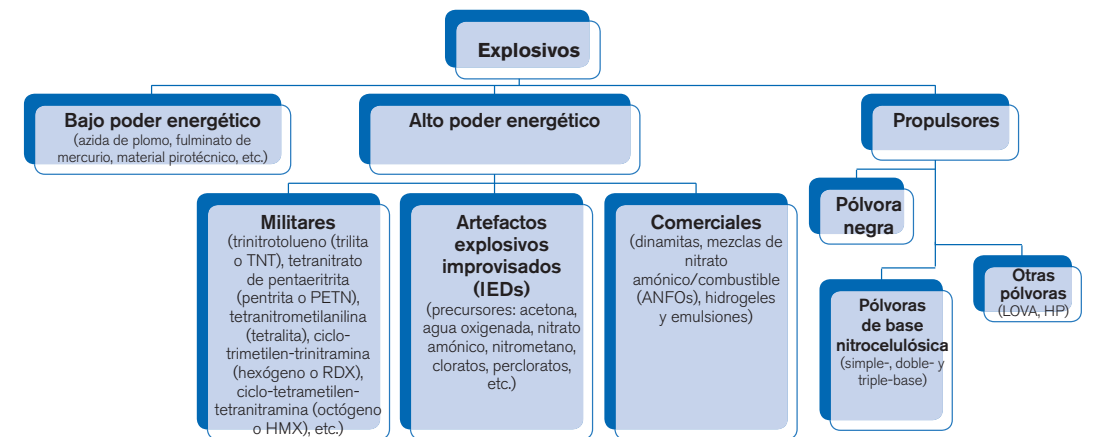 Explosivos
Bajo poder energético
(azida de plomo, fulminato de
mercurio, material pirotécnico, etc.)
Alto poder energético
Propulsores
Militares
(trinitrotolueno (trilita
o TNT), tetranitrato
de pentaeritrita
(pentrita o PETN),
tetranitrometilanilina
(tetralita), ciclo-
trimetilen-trinitramina
(hexógeno o RDX),
ciclo-tetrametilen-
tetranitramina (octógeno
o HMX), etc.)
Artefactos
explosivos
improvisados
(IEDs)
(precursores: acetona,
agua oxigenada, nitrato
amónico, nitrometano,
cloratos, percloratos,
etc.)
Comerciales
(dinamitas, mezclas de
nitrato
amónico/combustible
(ANFOs), hidrogeles
y emulsiones)
Pólvora
negra
Pólvoras
de base
nitrocelulósica
(simple-, doble- y
triple-base)
Otras
pólvoras
(LOVA, HP)